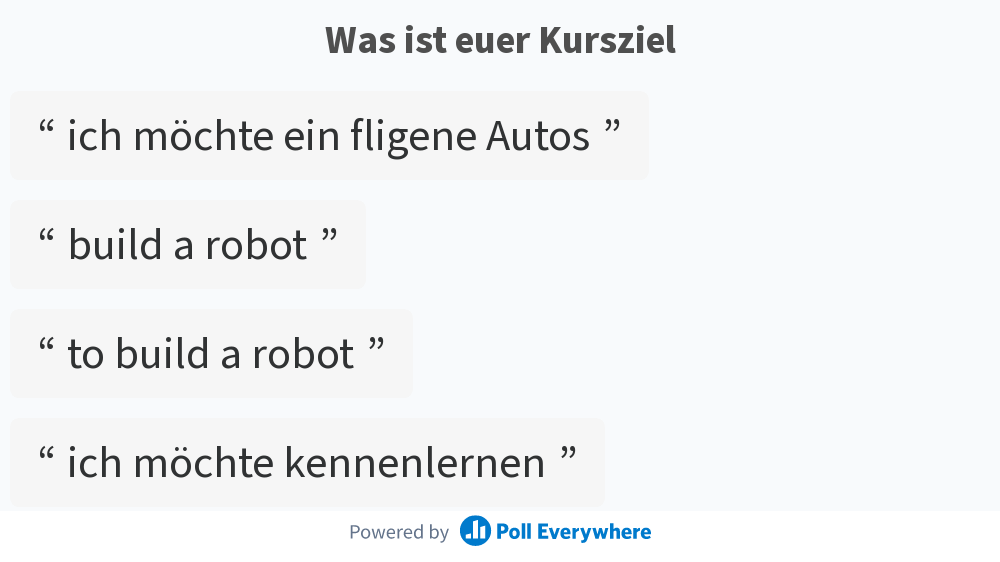 Was ist euer Kursziel
“ ich möchte ein fligene Autos ”
“ build a robot ”
“ to build a robot ”
“ ich möchte kennenlernen ”
Powered by Poll Everywhere